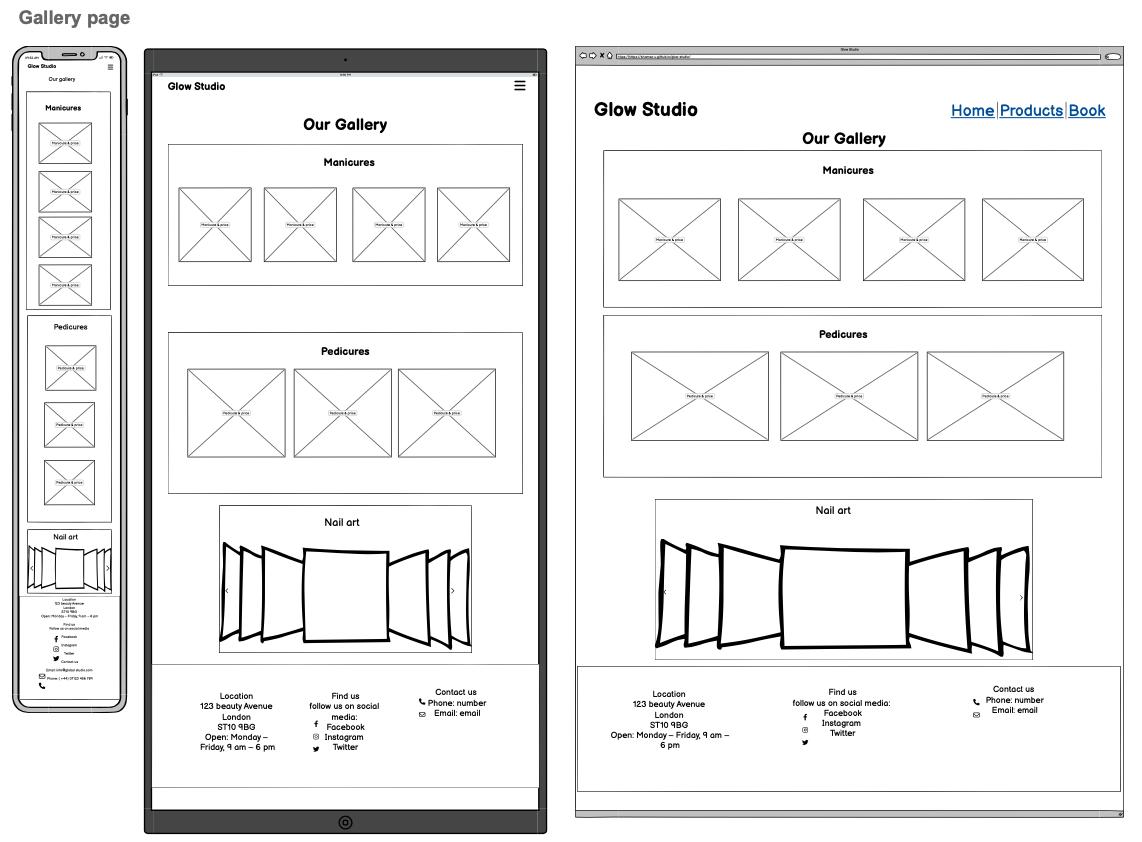 Gallery page
Glow Studio
Our gallery
Manicures
Manicure & price
Manicure & price
Manicure & price
Manicure & price
Pedicures
Pedicure & price
Pedicure & price
Pedicure & price
Nail art
Location
123 beauty Avenue
London
ST10 9BG
Open: Monday – Friday, 9 am – 6 pm
Find us
follow us on social media
Facebook
Instagram
Twitter
Contact us
Phone: (+44) 0123 456 789
Glow Studio
Our Gallery
Manicures
Manicure & price
Manicure & price
Manicure & price
Manicure & price
Pedicures
Pedicure & price
Pedicure & price
Pedicure & price
Nail art
Location
123 beauty Avenue
London
ST10 9BG
Open: Monday –
Friday, 9 am – 6 pm
Find us
follow us on social
media:
Facebook
Instagram
Twitter
Contact us
Phone: number
Email: email
Glow Studio
Glow Studio
Home Products Book
Our Gallery
Manicures
Manicure & price
Manicure & price
Manicure & price
Manicure & price
Pedicures
Pedicure & price
Pedicure & price
Pedicure & price
Nail art
Location
123 beauty Avenue
London
ST10 9BG
Open: Monday – Friday, 9 am –
6 pm
Find us
follow us on social media:
Facebook
Instagram
Twitter
Contact us
Phone: number
Email: email